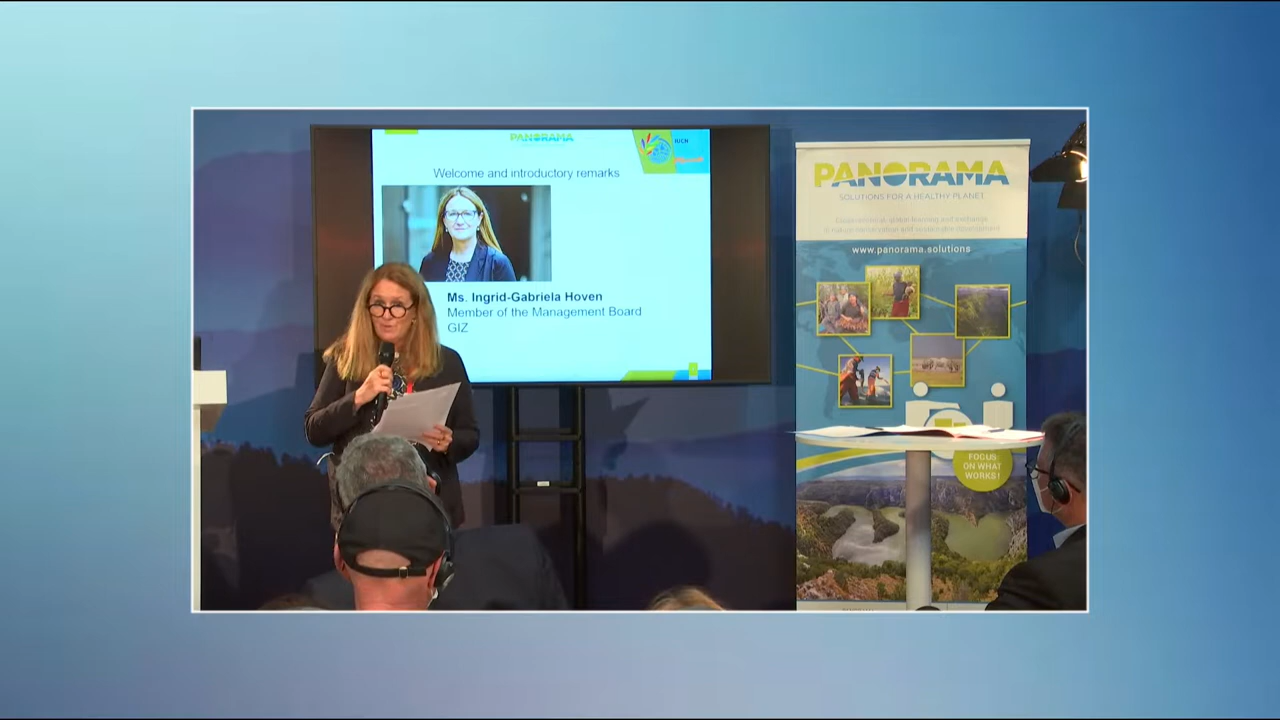 PANORAMA
IUCN
Welcome and introductory remarks
Ms. Ingrid-Gabriela Hoven
Member of the Management Board
GIZ
PANORAMA
SOLUTIONS FOR A HEALTHY PLANET
www.panorama.solutions
FOCUS
ON WHAT
WORKS!